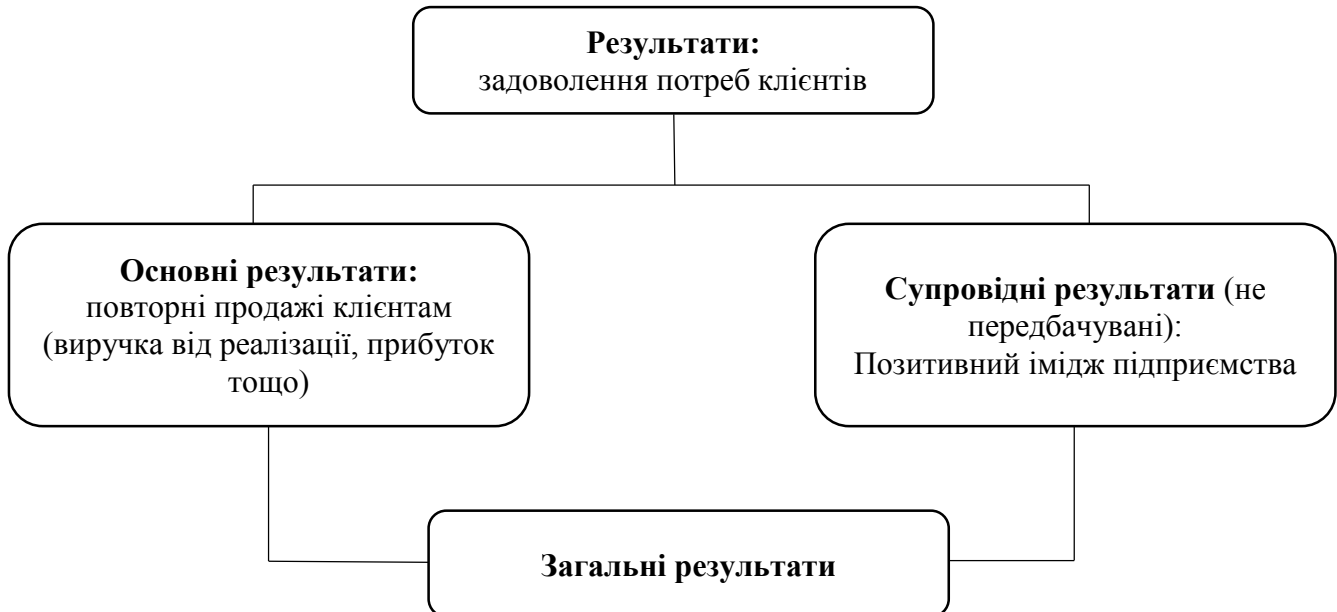 Результати:
задоволення потреб клієнтів
Основні результати:
повторні продажі клієнтам
(виручка від реалізації, прибуток
тощо)
Супровідні результати (не
передбачувані):
Позитивний імідж підприємства
Загальні результати